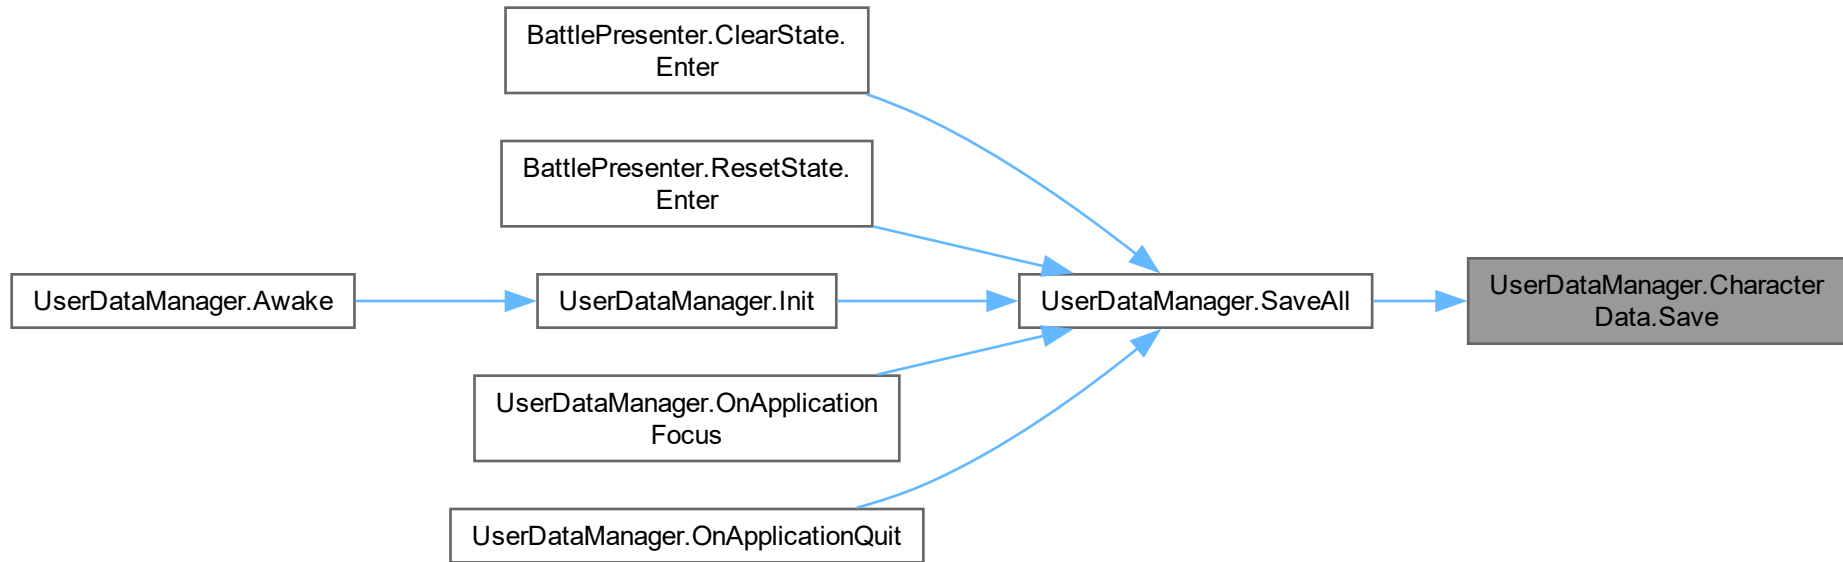 BattlePresenter.ClearState.
Enter
BattlePresenter.ResetState.
Enter
UserDataManager.Awake
UserDataManager.Init
UserDataManager.SaveAll
UserDataManager.Character
Data.Save
UserDataManager.OnApplication
Focus
UserDataManager.OnApplicationQuit